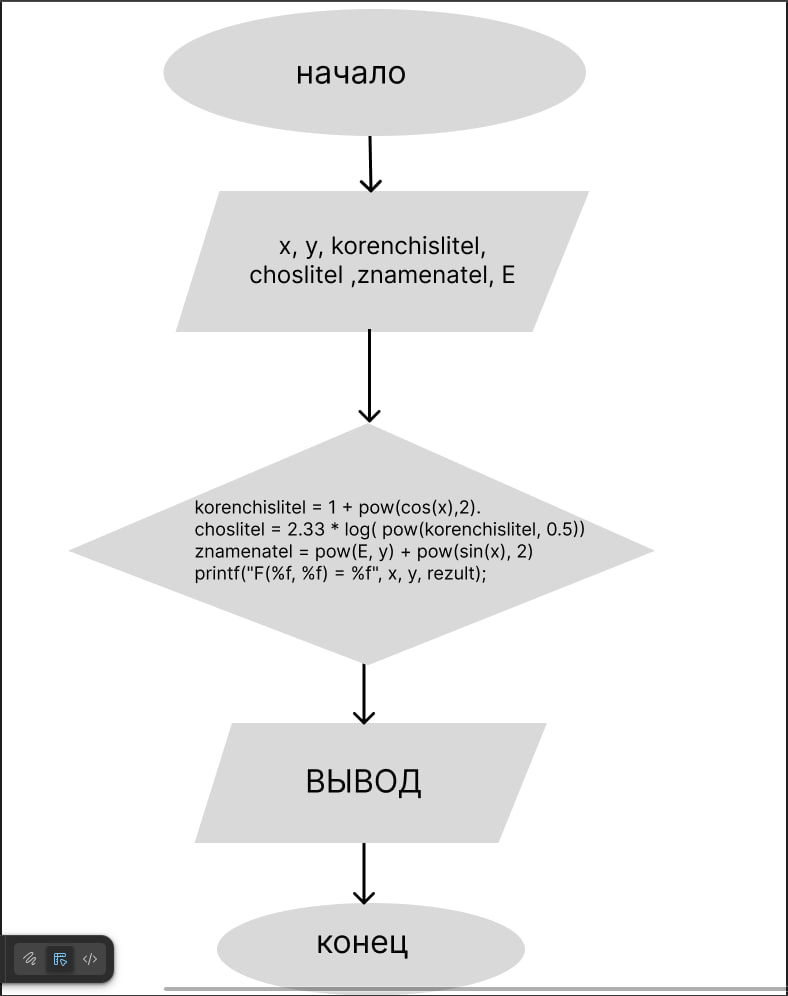 начало
x, y, korenchislitel,
choslitel ,znamenatel, E
korenchislitel = 1 + pow(cos(x),2).
choslitel = 2.33 * log( pow(korenchislitel, 0.5))
znamenatel = pow(E, y) + pow(sin(x), 2)
printf("F(%f, %f) = %f", x, y, rezult);
ВЫВОД
конец